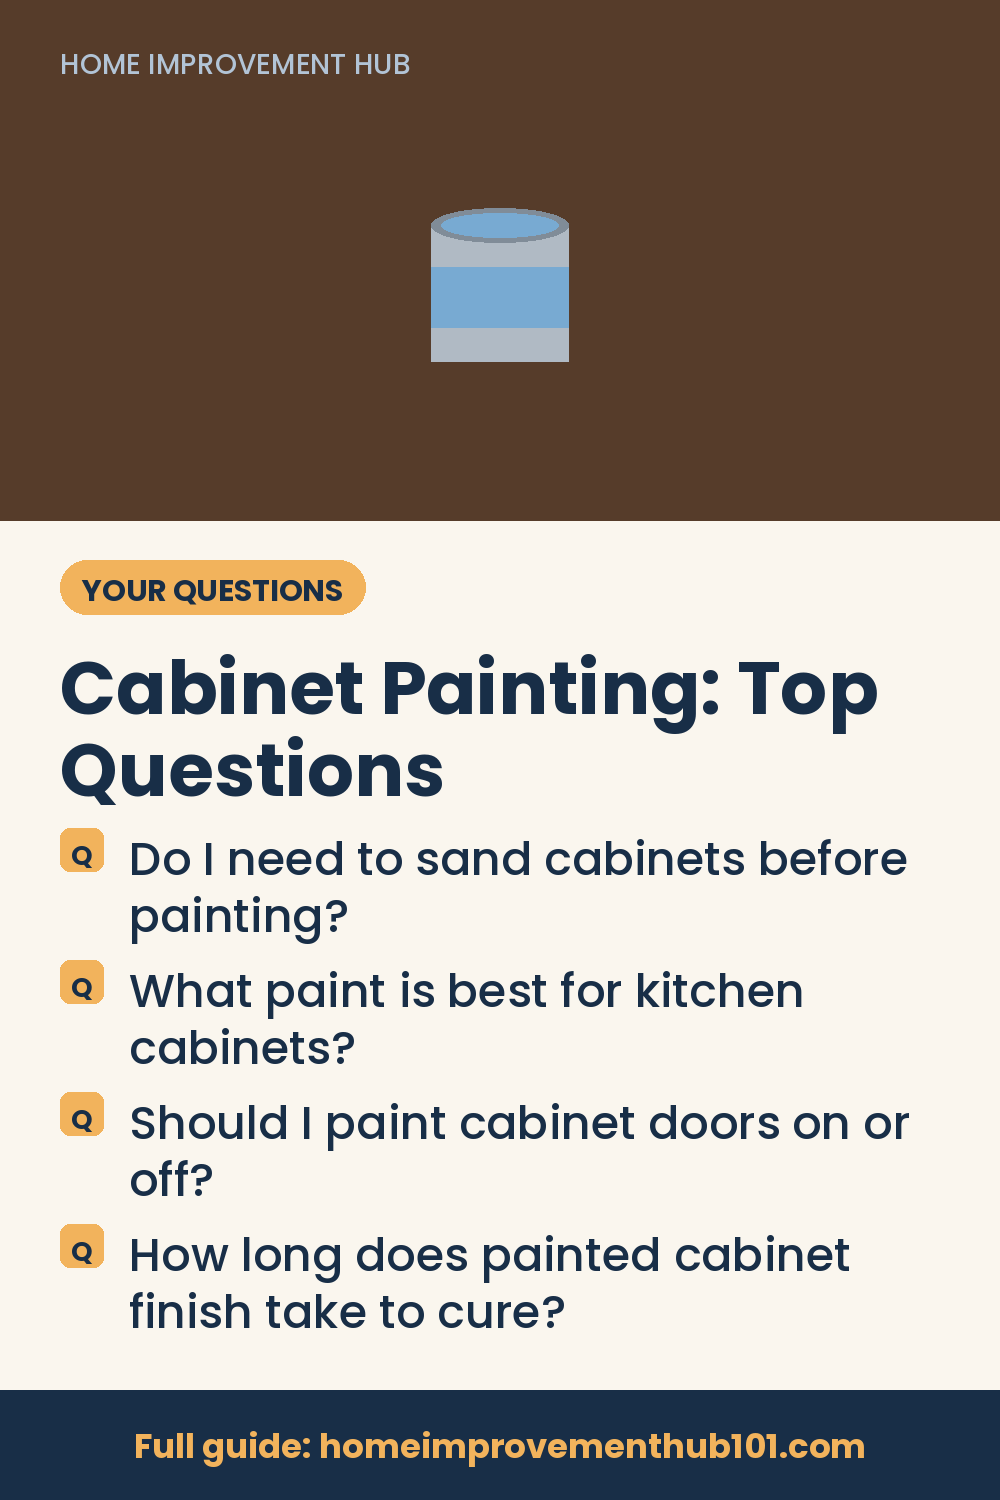 HOME IMPROVEMENT HUB
YOUR QUESTIONS
Cabinet Painting: Top
Questions
Q Do I need to sand cabinets before
painting?
Q What paint is best for kitchen
cabinets?
Q Should I paint cabinet doors on or
off?
Q How long does painted cabinet
finish take to cure?
Full guide: homeimprovementhub101.com